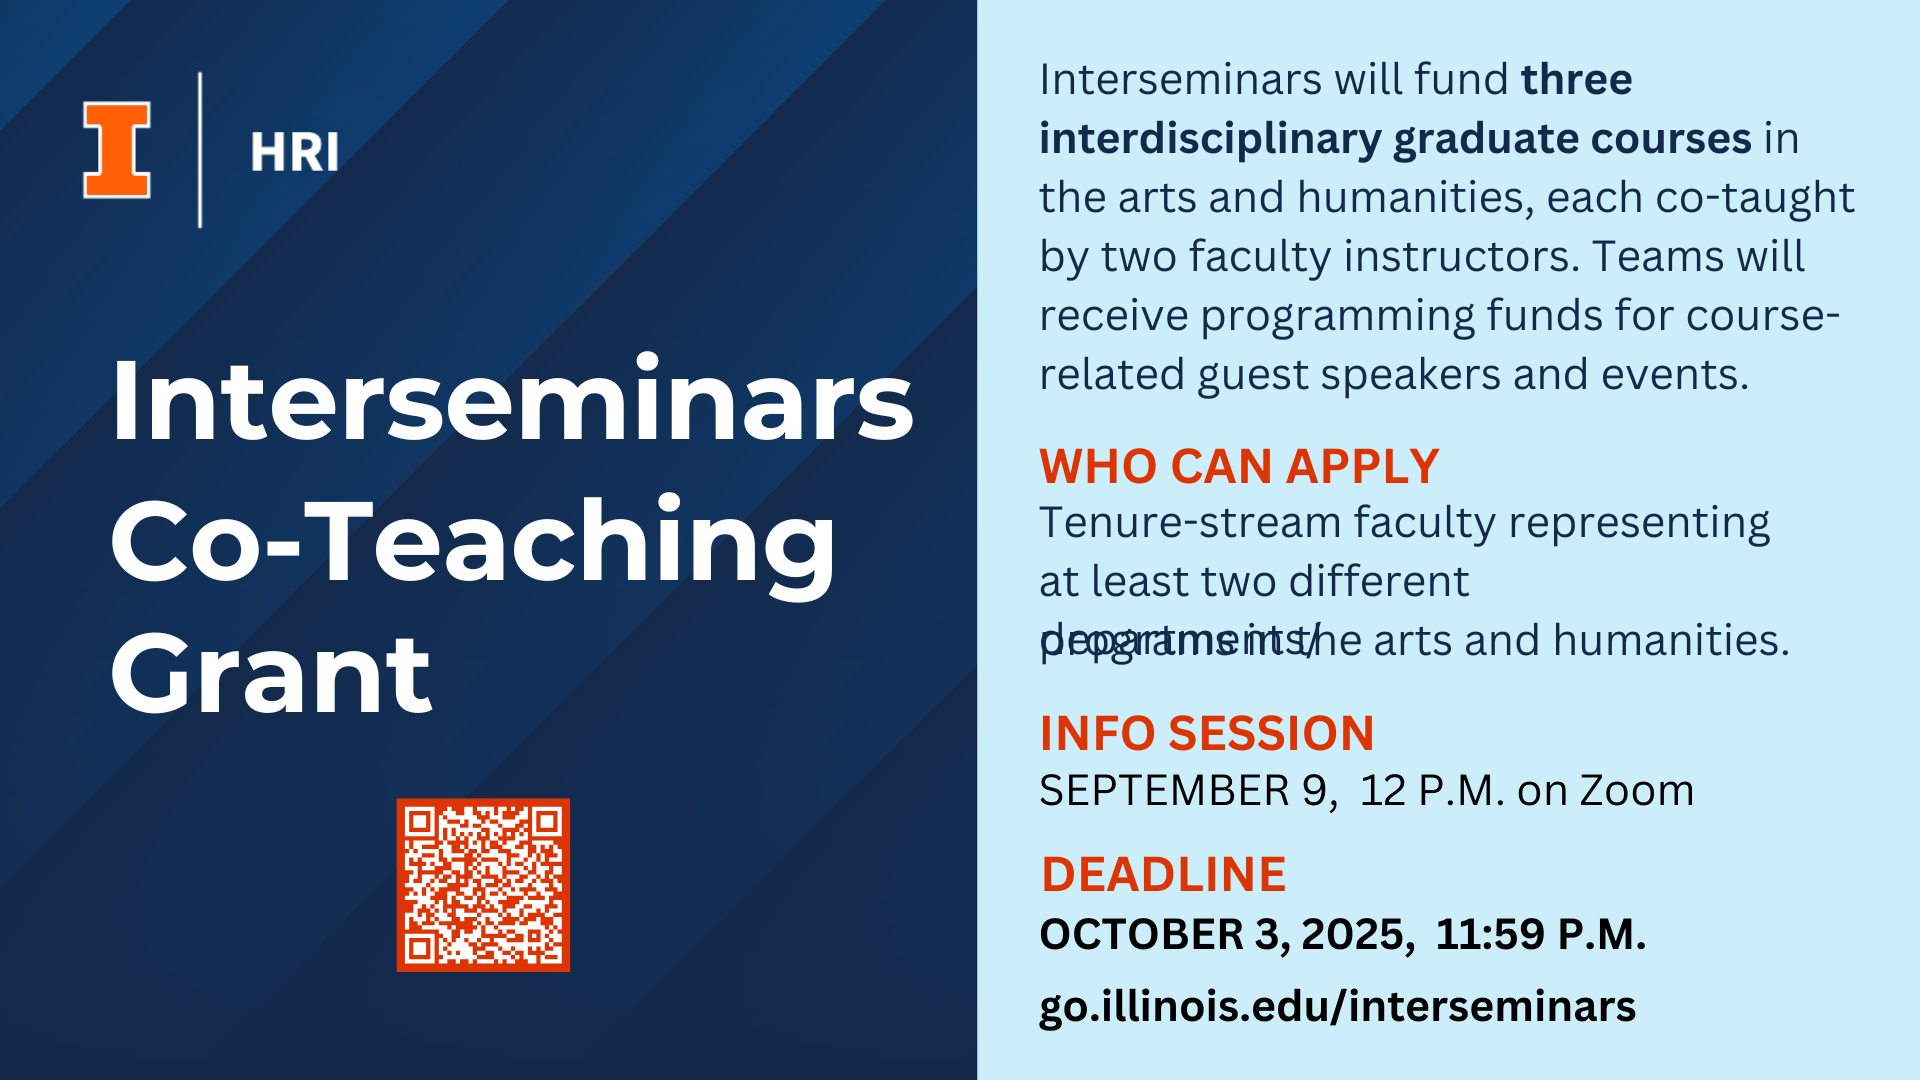 I
HRI
Interseminars
Co-Teaching
Grant
Interseminars will fund three
interdisciplinary graduate courses in
the arts and humanities, each co-taught
by two faculty instructors. Teams will
receive programming funds for course-
related guest speakers and events.
WHO CAN APPLY
Tenure-stream faculty representing
at least two different
departments/
programs in the arts and humanities.
INFO SESSION
SEPTEMBER 9, 12 P.M. on Zoom
DEADLINE
OCTOBER 3, 2025, 11:59 P.M.
go.illinois.edu/interseminars